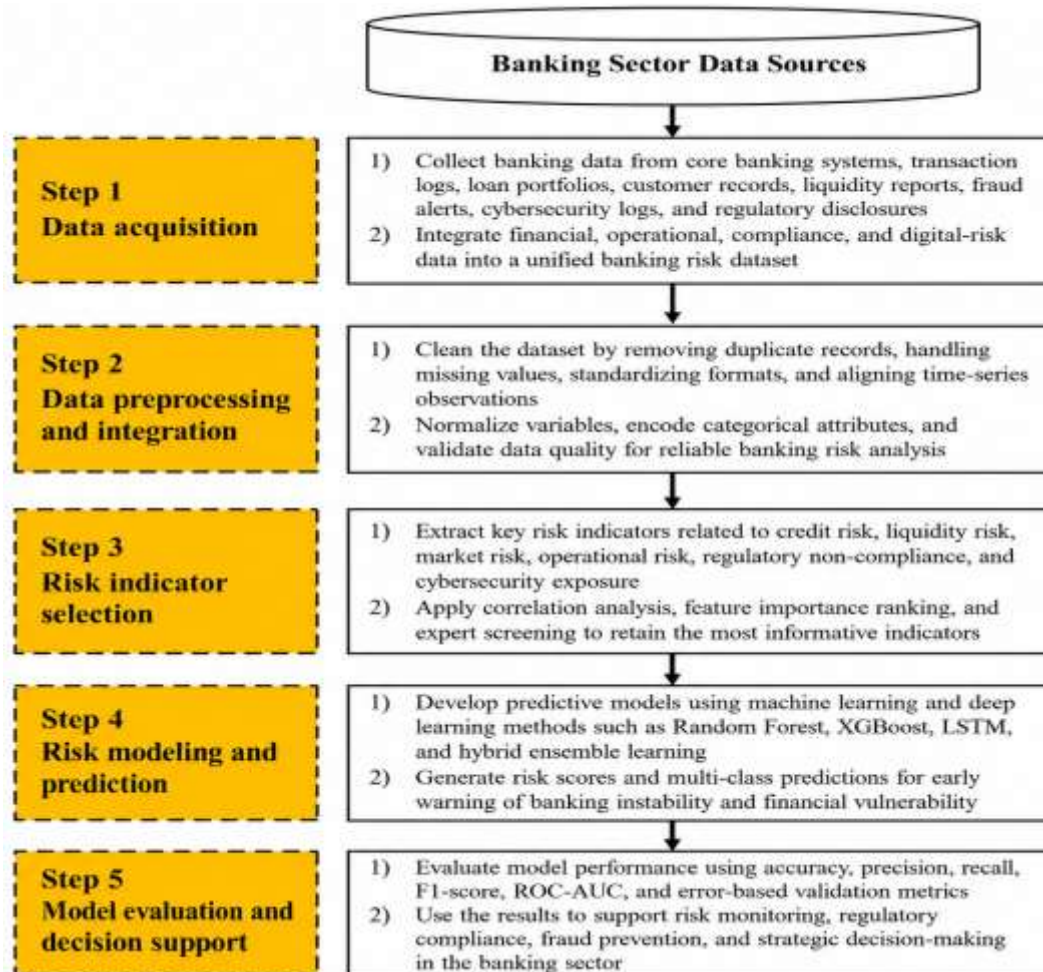 Banking Sector Data Sources
Step 1
Data acquisition
1) Collect banking data from core banking systems, transaction
logs, loan portfolios, customer records, liquidity reports, fraud
alerts, cybersecurity logs, and regulatory disclosures
2) Integrate financial, operational, compliance, and digital-risk
data into a unified banking risk dataset
Step 2
Data preprocessing
and integration
1) Clean the dataset by removing duplicate records, handling
missing values, standardizing formats, and aligning time-series
observations
2) Normalize variables, encode categorical attributes, and
validate data quality for reliable banking risk analysis
Step 3
Risk indicator
selection
1) Extract key risk indicators related to credit risk, liquidity risk,
market risk, operational risk, regulatory non-compliance, and
cybersecurity exposure
2) Apply correlation analysis, feature importance ranking, and
expert screening to retain the most informative indicators
Step 4
Risk modeling and
prediction
1) Develop predictive models using machine learning and deep
learning methods such as Random Forest, XGBoost, LSTM,
and hybrid ensemble learning
2) Generate risk scores and multi-class predictions for early
warning of banking instability and financial vulnerability
Step 5
Model evaluation and
decision support
1) Evaluate model performance using accuracy, precision, recall,
F1-score, ROC-AUC, and error-based validation metrics
2) Use the results to support risk monitoring, regulatory
compliance, fraud prevention, and strategic decision-making
in the banking sector